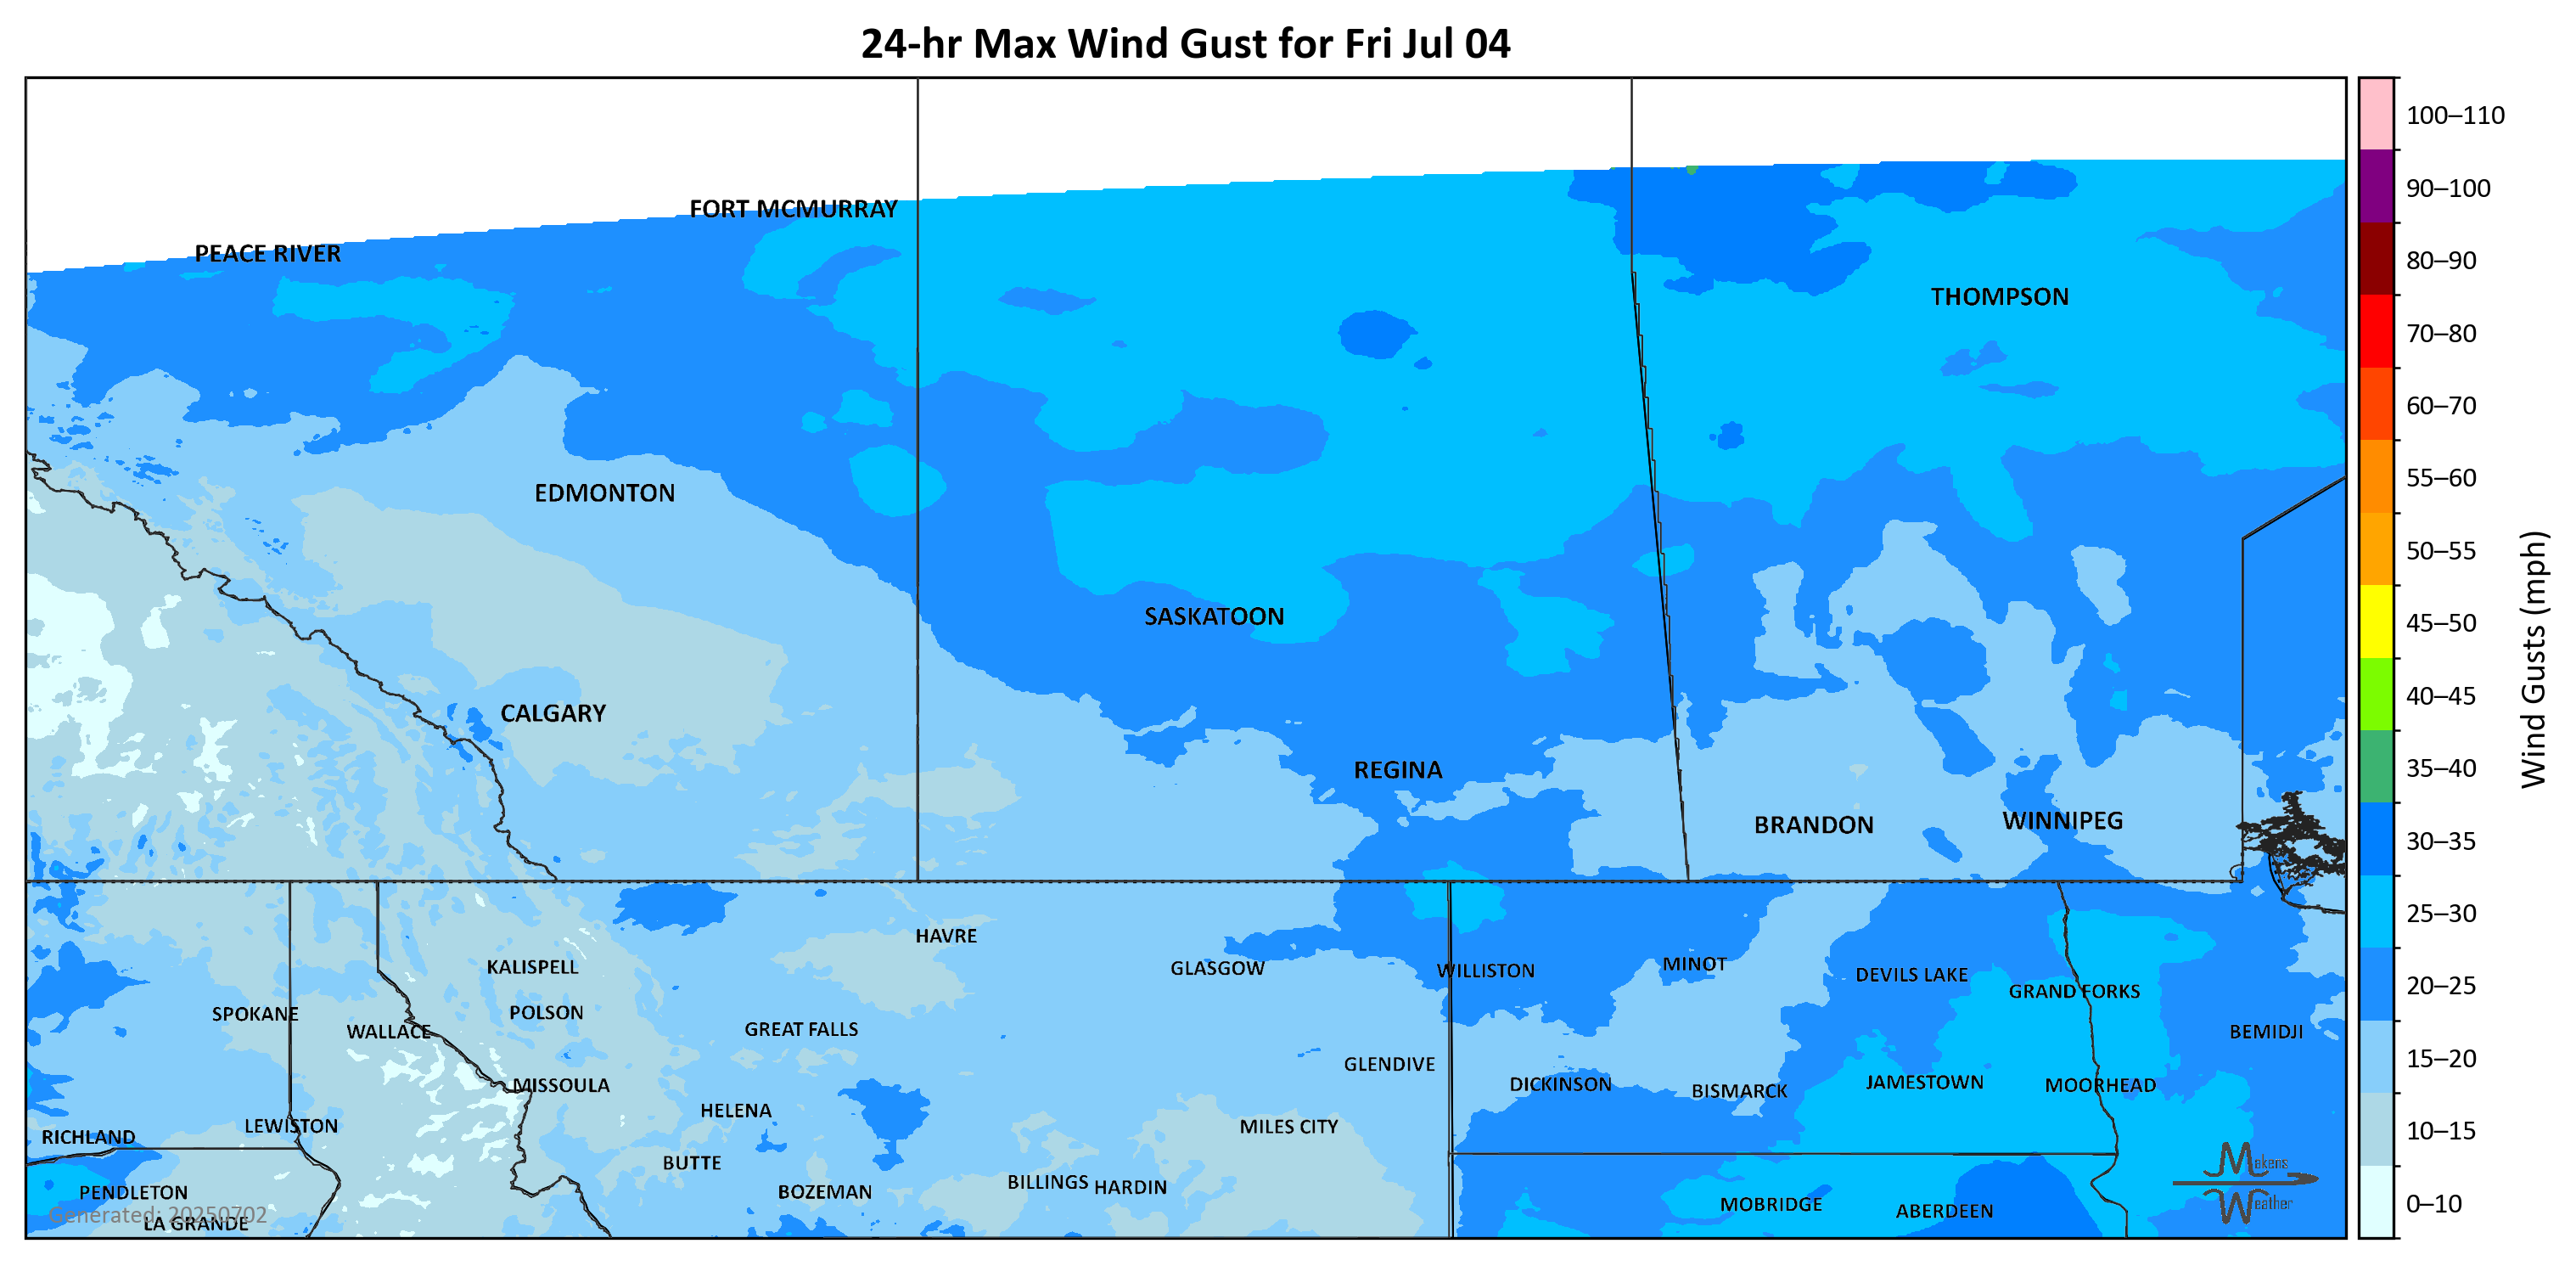 24-hr Max Wind Gust for Fri Jul 04
FORT MCMURRAY
PEACE RIVER
THOMPSON
EDMONTON
SASKATOON
CALGARY
REGINA
BRANDON
WINNIPEG
HAVRE
KALISPELL
GLASGOW
WILLISTON
MINOT
DEVILS LAKE
GRAND FORKS
SPOKANE
POLSON
WALLACE
GREAT FALLS
BEMIDJI
GLENDIVE
MISSOULA
DICKINSON
BISMARCK
JAMESTOWN
MOORHEAD
HELENA
LEWISTON
MILES CITY
RICHLAND
BUTTE
PENDLETON
BOZEMAN
BILLINGS
HARDIN
MOBRIDGE
ABERDEEN
Generated: 20250702
LA GRANDE
Makens
Weather
100–110
90–100
80–90
70–80
60–70
55–60
50–55
45–50
40–45
35–40
30–35
25–30
20–25
15–20
10–15
0–10
Wind Gusts (mph)